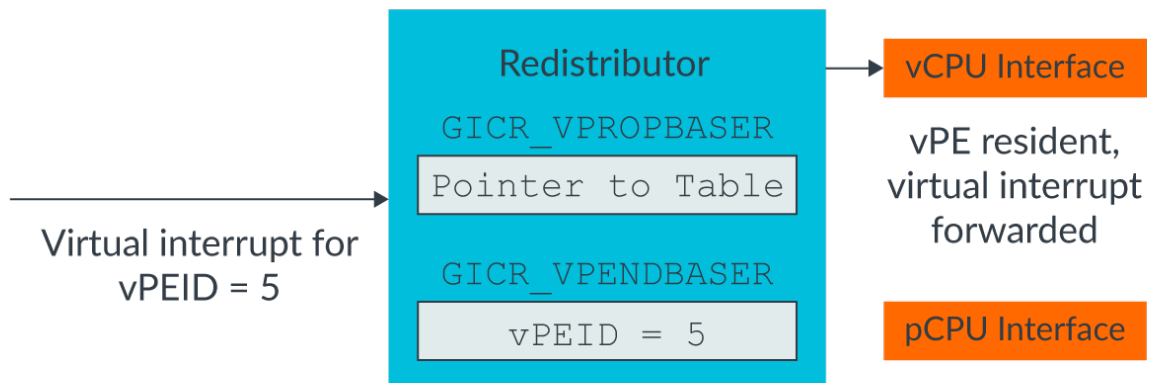 Virtual interrupt for
vPEID = 5
Redistributor
GICR_VPROPBASER
Pointer to Table
GICR_VPENDBASER
vPEID = 5
vCPU Interface
vPE resident,
virtual interrupt
forwarded
pCPU Interface